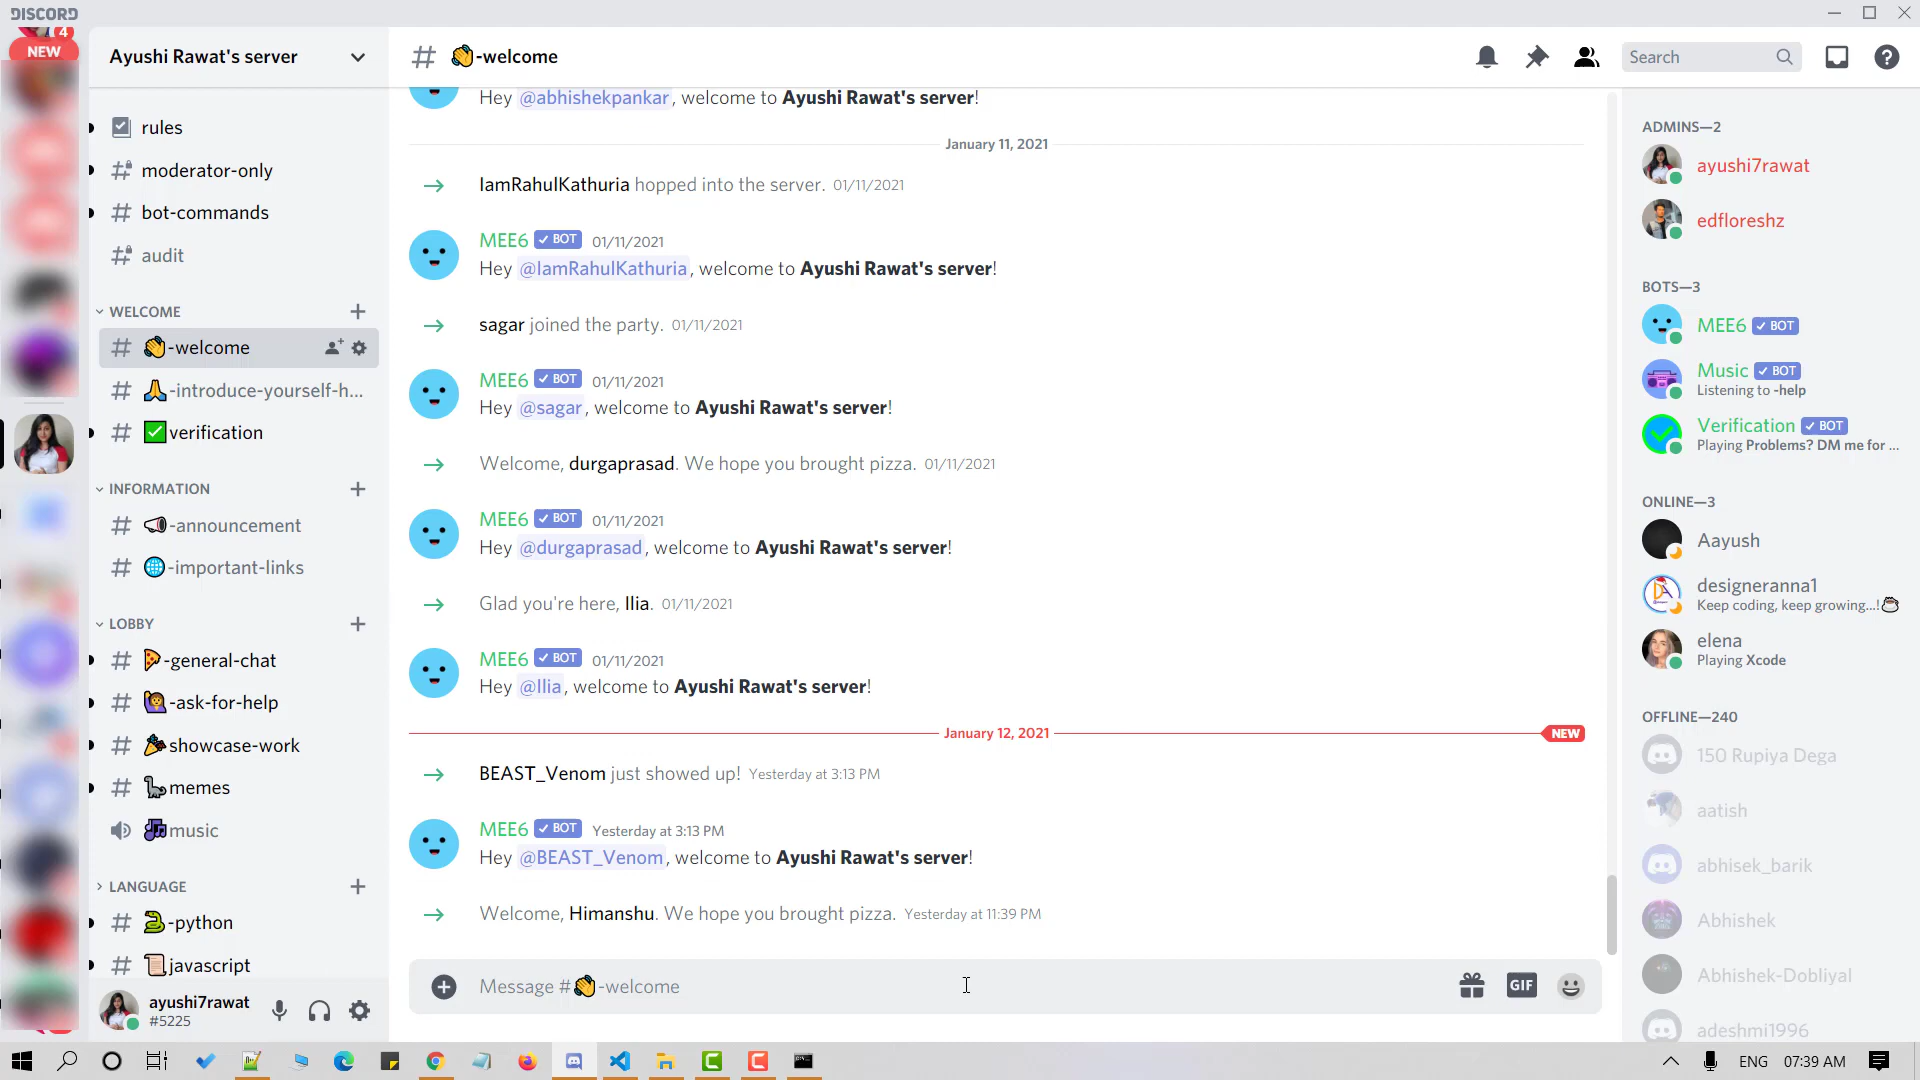 DISCORD
4
NEW
Ayushi Rawat's server
rules
moderator-only
bot-commands
audit
WELCOME
-welcome
-introduce-yourself-h...
verification
INFORMATION
-announcement
-important-links
LOBBY
-general-chat
-ask-for-help
showcase-work
memes
music
LANGUAGE
-python
javascript
ayushi7rawat
#5225
👋-welcome
Search
Hey @abhishekpankar, welcome to Ayushi Rawat's server!
January 11, 2021
IamRahulKathuria hopped into the server. 01/11/2021
MEE6 ✓ BOT 01/11/2021
Hey @IamRahulKathuria, welcome to Ayushi Rawat's server!
sagar joined the party. 01/11/2021
MEE6 ✓ BOT 01/11/2021
Hey @sagar, welcome to Ayushi Rawat's server!
Welcome, durgaprasad. We hope you brought pizza. 01/11/2021
MEE6 ✓ BOT 01/11/2021
Hey @durgaprasad, welcome to Ayushi Rawat's server!
Glad you're here, Ilia. 01/11/2021
MEE6 ✓ BOT 01/11/2021
Hey @Ilia, welcome to Ayushi Rawat's server!
January 12, 2021 NEW
BEAST_Venom just showed up! Yesterday at 3:13 PM
MEE6 ✓ BOT Yesterday at 3:13 PM
Hey @BEAST_Venom, welcome to Ayushi Rawat's server!
Welcome, Himanshu. We hope you brought pizza. Yesterday at 11:39 PM
Message #👋-welcome
GIF
ADMINS—2
ayushi7rawat
edfloreshz
BOTS—3
MEE6 ✓ BOT
Music ✓ BOT
Listening to -help
Verification ✓ BOT
Playing Problems? DM me for ...
ONLINE—3
Aayush
designeranna1
Keep coding, keep growing...!
elena
Playing Xcode
OFFLINE—240
150 Rupiya Dega
aatish
abhisek_barik
Abhishek
Abhishek-Dobliyal
adeshmi1996
ENG 07:39 AM